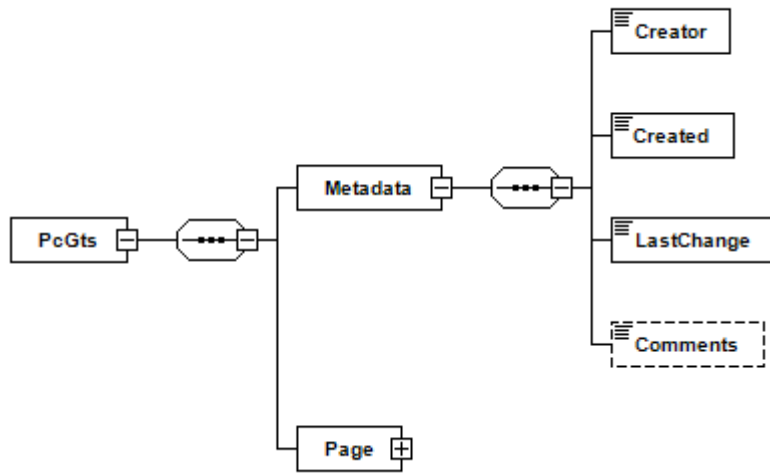 Creator
Created
Metadata
PcGts
LastChange
Comments
Page